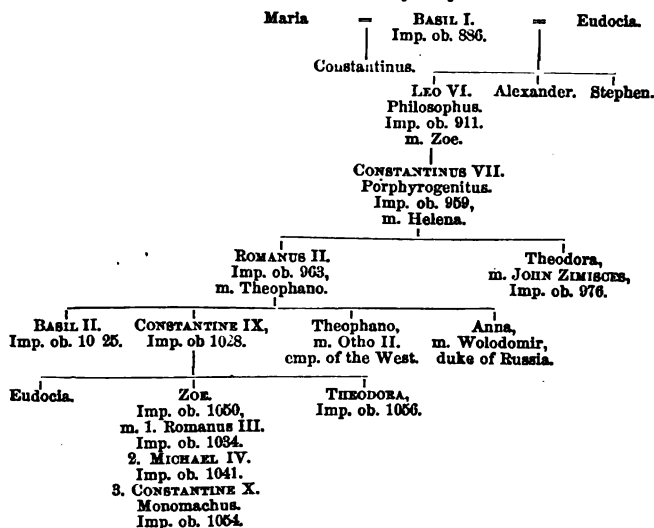 Maria = BASIL I. = Eudocia.
Imp. ob. 886.
Constantinus.
LEO VI. Alexander. Stephen.
Philosophus.
Imp. ob. 911.
m. Zoe.
CONSTANTINUS VII.
Porphyrogenitus.
Imp. ob. 959,
m. Helena.
ROMANUS II. Theodora,
Imp. ob. 963, m. JOHN ZIMISCES,
m. Theophano. Imp. ob. 976.
BASIL II. CONSTANTINE IX, Theophano, Anna,
Imp. ob. 10 25. Imp. ob 1028. m. Otho II. m. Wolodomir,
emp. of the West. duke of Russia.
Eudocia. ZOE. THEODORA,
Imp. ob. 1050, Imp. ob. 1056.
m. 1. Romanus III.
Imp. ob. 1034.
2. MICHAEL IV.
Imp. ob. 1041.
3. CONSTANTINE X.
Monomachus.
Imp. ob. 1054.